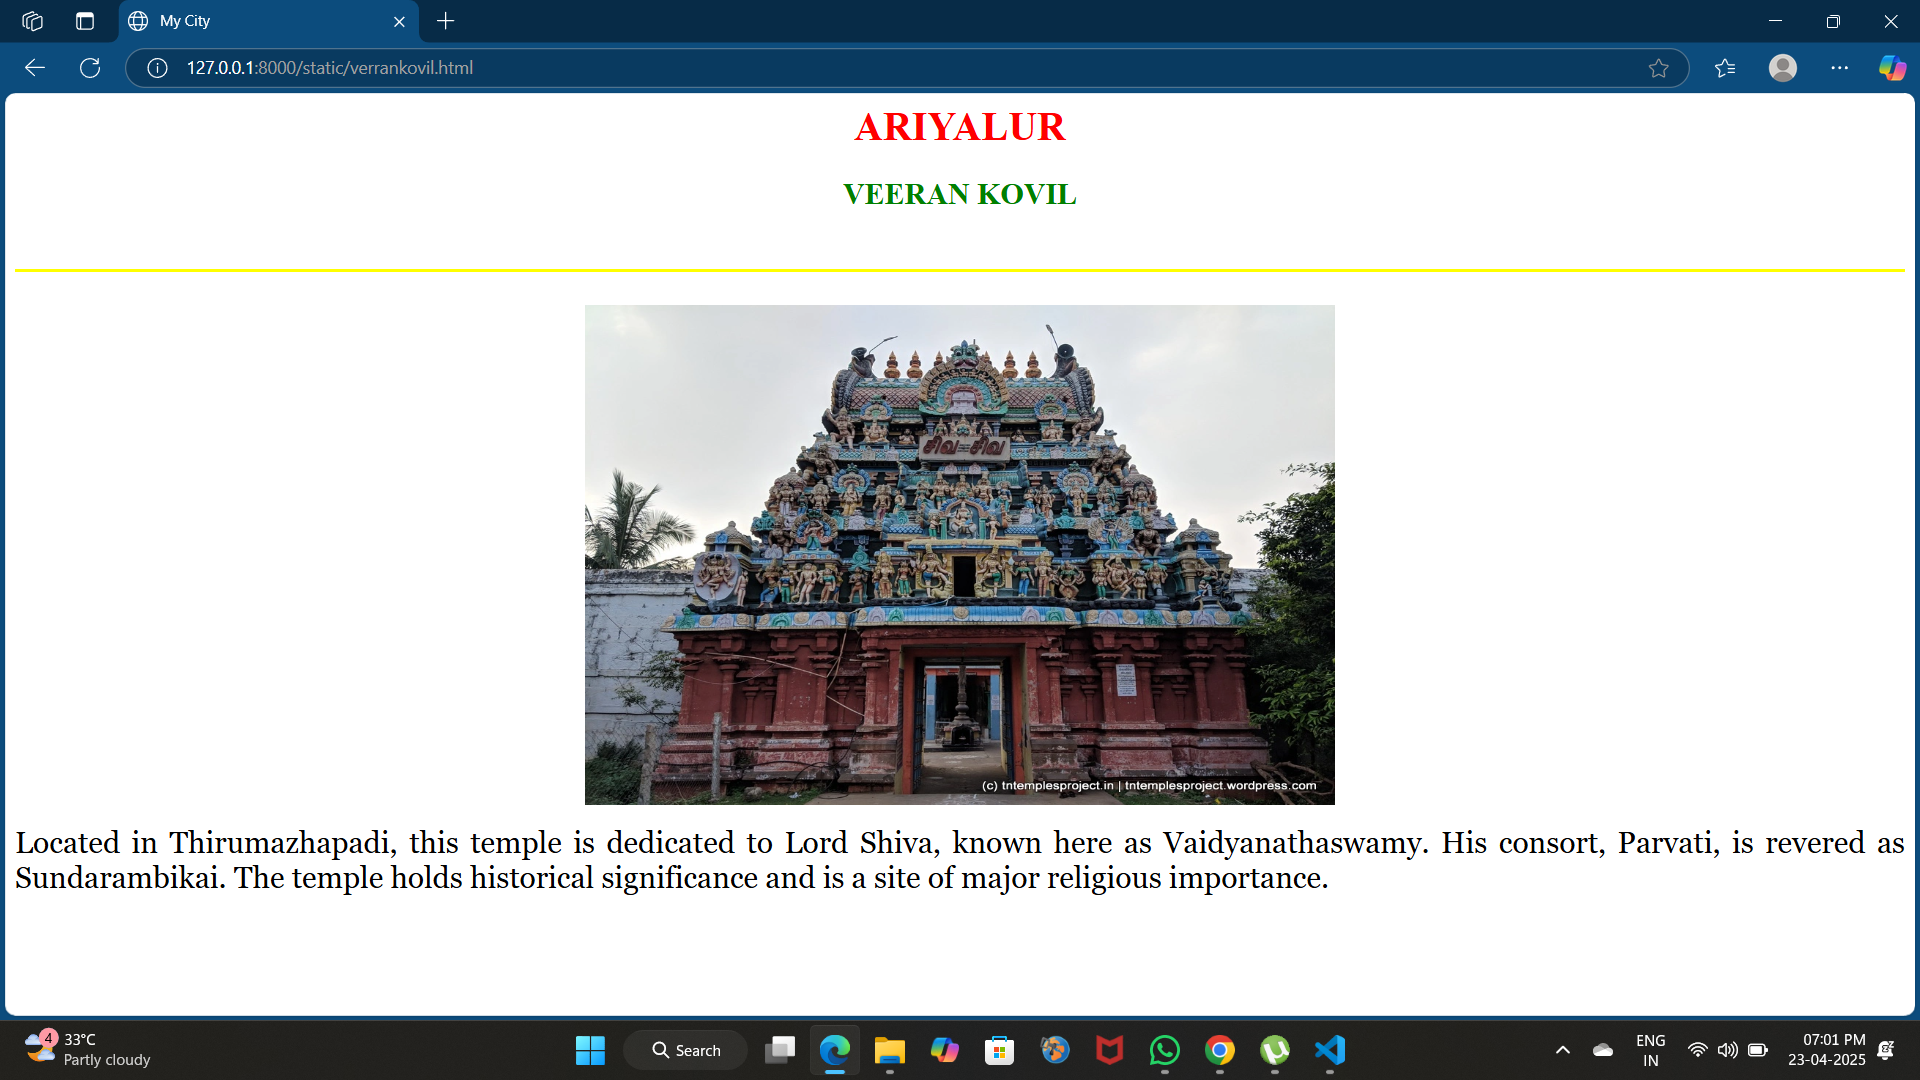 My City
127.0.0.1:8000/static/verrankovil.html
ARIYALUR
VEERAN KOVIL
சிவ சிவ
(c) tntemplesproject.in | tntemplesproject.wordpress.com
Located in Thirumazhapadi, this temple is dedicated to Lord Shiva, known here as Vaidyanathaswamy. His consort, Parvati, is revered as
Sundarambikai. The temple holds historical significance and is a site of major religious importance.
4
33°C
Partly cloudy
Search
ENG
IN
07:01 PM
23-04-2025